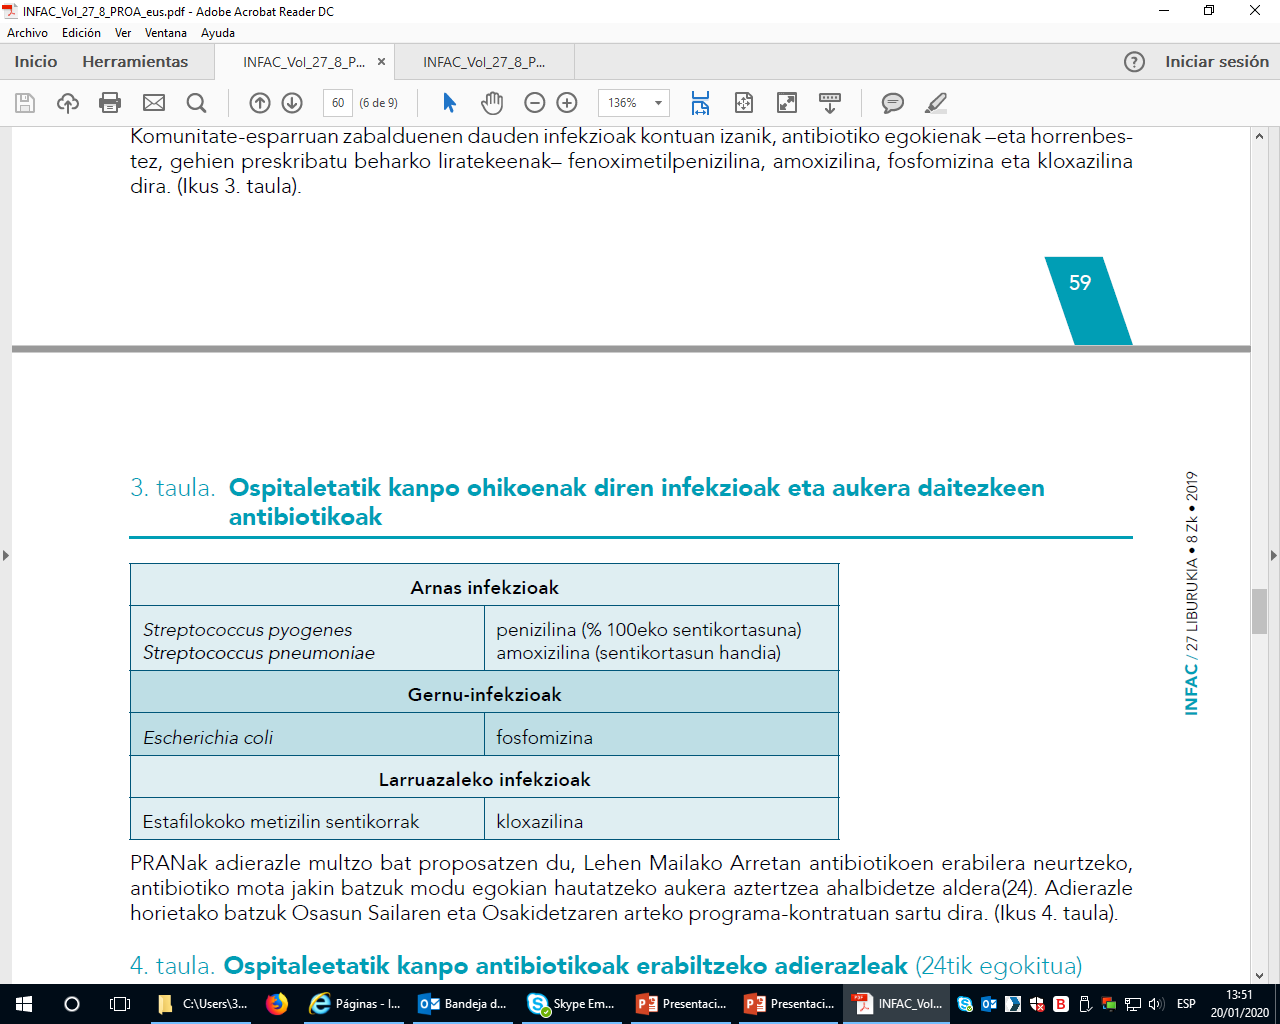 INFAC_Vol_27_8_PROA_eus.pdf - Adobe Acrobat Reader DC
Archivo Edición Ver Ventana Ayuda
Inicio Herramientas INFAC_Vol_27_8_P... × INFAC_Vol_27_8_P... ? Iniciar sesión
60 (6 de 9) 136%
Komunitate-esparruan zabalduenen dauden infekzioak kontuan izanik, antibiotiko egokienak –eta horrenbes-
tez, gehien preskribatu beharko liratekeenak– fenoximetilpenizilina, amoxizilina, fosfomizina eta kloxazilina
dira. (Ikus 3. taula).
59
3. taula. Ospitaletatik kanpo ohikoenak diren infekzioak eta aukera daitezkeen
antibiotikoak
Arnas infekzioak
Streptococcus pyogenes penizilina (% 100eko sentikortasuna)
Streptococcus pneumoniae amoxizilina (sentikortasun handia)
Gernu-infekzioak
Escherichia coli fosfomizina
Larruazaleko infekzioak
Estafilokoko metizilin sentikorrak kloxazilina
INFAC / 27 LIBURUKIA • 8 Zk • 2019
PRANak adierazle multzo bat proposatzen du, Lehen Mailako Arretan antibiotikoen erabilera neurtzeko,
antibiotiko mota jakin batzuk modu egokian hautatzeko aukera aztertzea ahalbidetze aldera(24). Adierazle
horietako batzuk Osasun Sailaren eta Osakidetzaren arteko programa-kontratuan sartu dira. (Ikus 4. taula).
4. taula. Ospitaleetatik kanpo antibiotikoak erabiltzeko adierazleak (24tik egokitua)
C:\Users\3... Páginas - I... Bandeja d... Skype Em... Presentaci... Presentaci... INFAC_Vol... ESP 13:51
20/01/2020